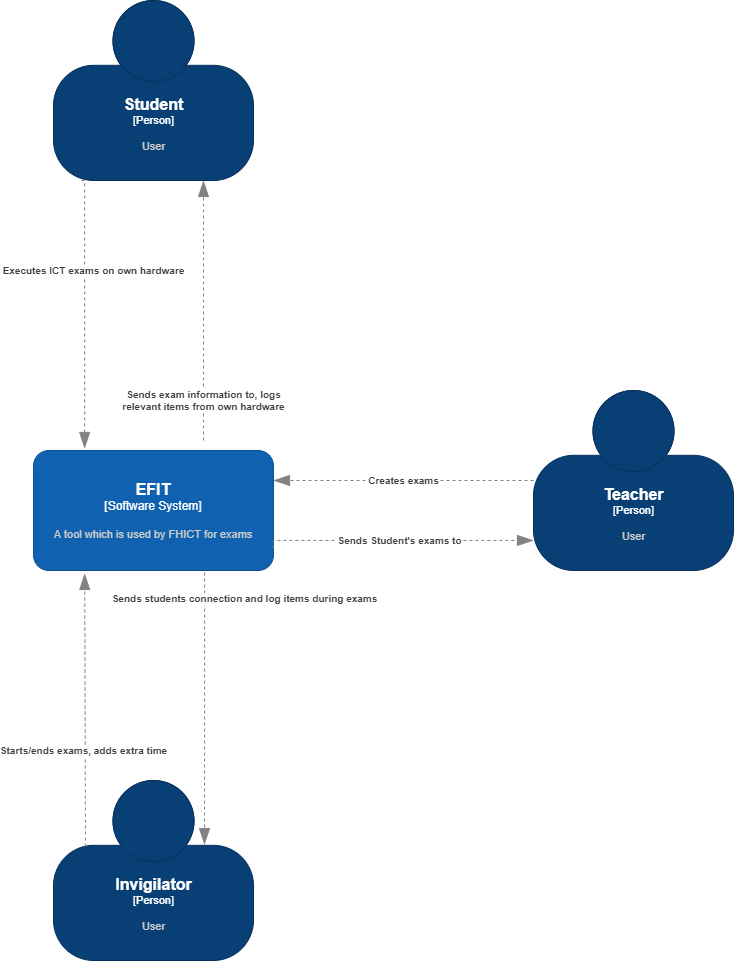 Student
[Person]
User
Executes ICT exams on own hardware
Sends exam information to, logs
relevant items from own hardware
EFIT
[Software System]
A tool which is used by FHICT for exams
Creates exams
Sends Student's exams to
Teacher
[Person]
User
Sends students connection and log items during exams
Starts/ends exams, adds extra time
Invigilator
[Person]
User